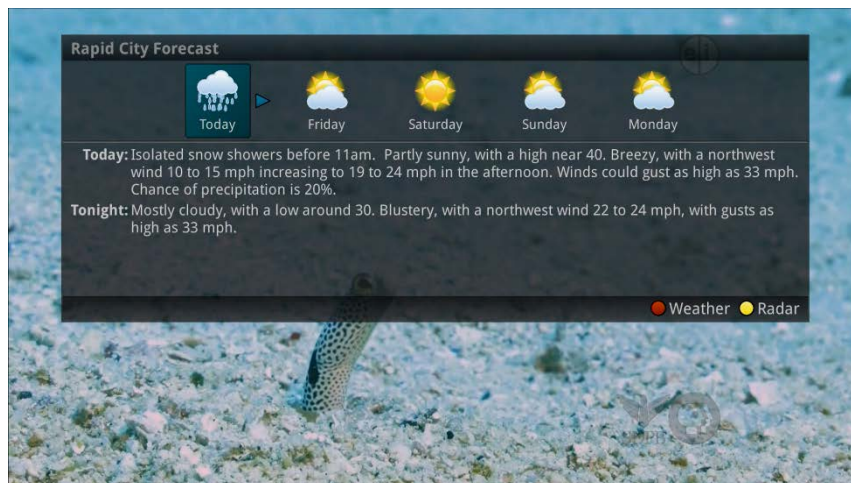 Rapid City Forecast
Today Friday Saturday Sunday Monday
Today: Isolated snow showers before 11am. Partly sunny, with a high near 40. Breezy, with a northwest
wind 10 to 15 mph increasing to 19 to 24 mph in the afternoon. Winds could gust as high as 33 mph.
Chance of precipitation is 20%.
Tonight: Mostly cloudy, with a low around 30. Blustery, with a northwest wind 22 to 24 mph, with gusts as
high as 33 mph.
Weather Radar